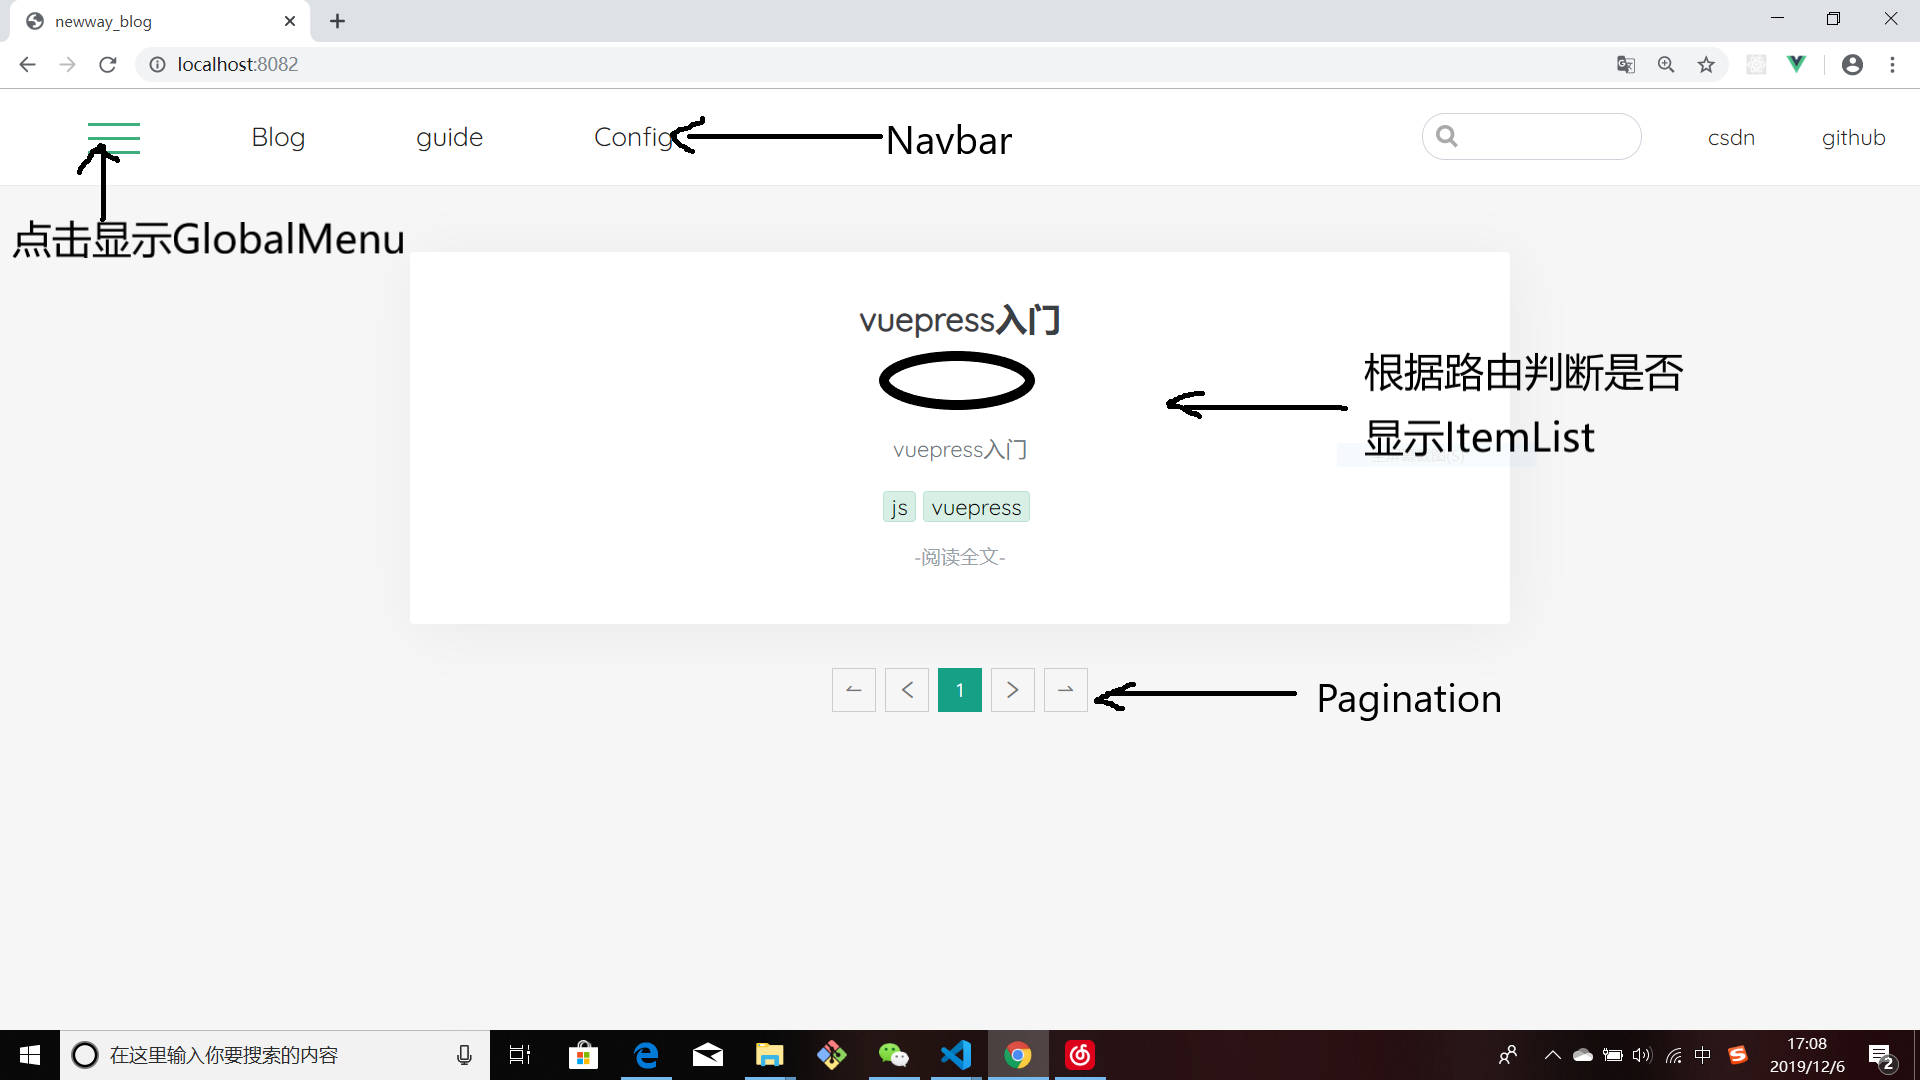 newway_blog
localhost:8082
Blog
guide
Config
Navbar
csdn
github
点击显示GlobalMenu
vuepress入门
根据路由判断是否
显示ItemList
vuepress入门
js
vuepress
-阅读全文-
1
Pagination
在这里输入你要搜索的内容
中
17:08
2019/12/6
2